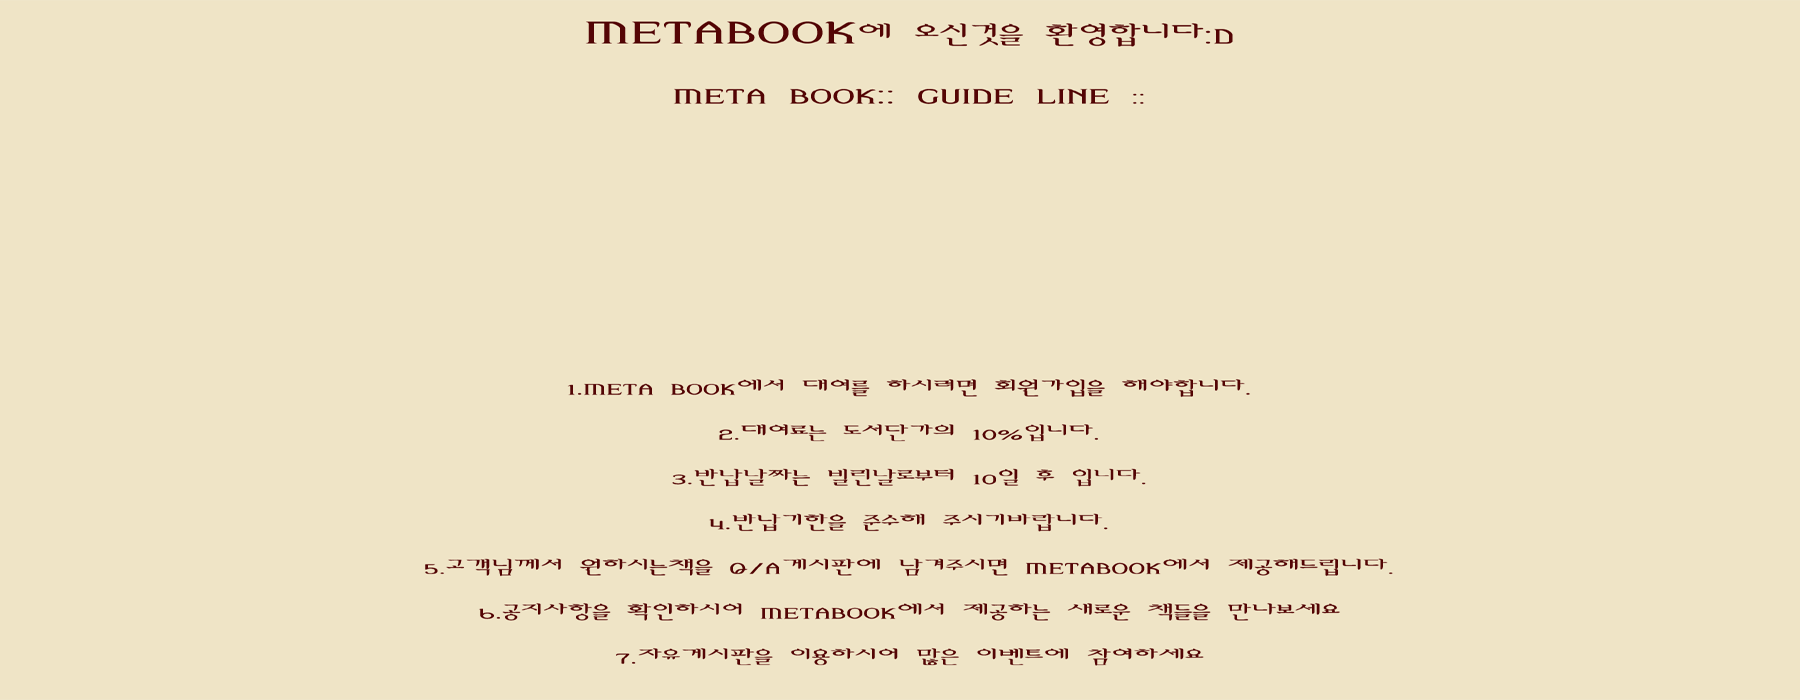 METABOOK에 오신것을 환영합니다:D
META BOOK:: GUIDE LINE ::
1.META BOOK에서 대여를 하시려면 회원가입을 해야합니다.
2.대여료는 도서단가의 10%입니다.
3.반납날짜는 빌린날로부터 10일 후 입니다.
4.반납기한을 준수해 주시기바랍니다.
5.고객님께서 원하시는책을 Q/A게시판에 남겨주시면 METABOOK에서 제공해드립니다.
6.공지사항을 확인하시어 METABOOK에서 제공하는 새로운 책들을 만나보세요
7.자유게시판을 이용하시어 많은 이벤트에 참여하세요